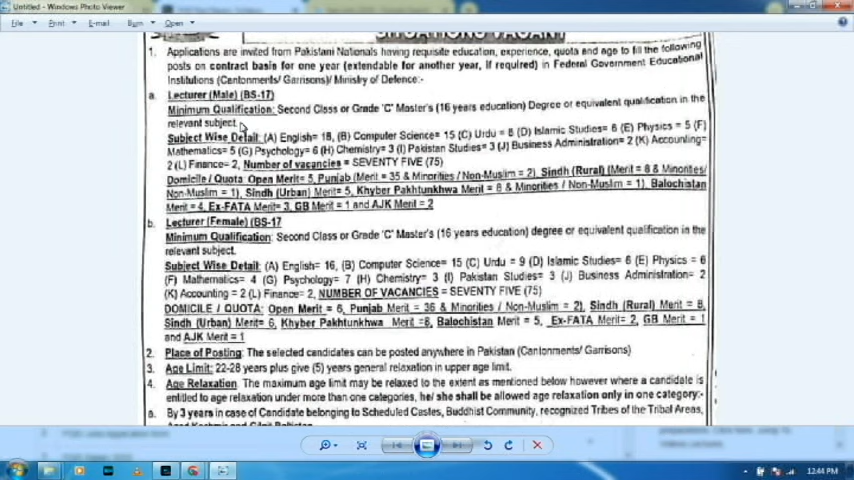 Untitled - Windows Photo Viewer
File Print E-mail Burn Open
SITUATIONS VACANT
1. Applications are invited from Pakistani Nationals having requisite education, experience, quota and age to fill the following
posts on contract basis for one year (extendable for another year, if required) in Federal Government Educational
Institutions (Cantonments/ Garrisons)/ Ministry of Defence:-
a. Lecturer (Male) (BS-17)
Minimum Qualification: Second Class or Grade 'C' Master's (16 years education) Degree or equivalent qualification in the
relevant subject.
Subject Wise Detail: (A) English= 18, (B) Computer Science= 15 (C) Urdu = 8 (D) Islamic Studies= 6 (E) Physics = 5 (F)
Mathematics= 5 (G) Psychology= 6 (H) Chemistry= 3 (I) Pakistan Studies= 3 (J) Business Administration= 2 (K) Accounting=
2 (L) Finance= 2, Number of vacancies = SEVENTY FIVE (75)
Domicile / Quota Open Merit= 5, Punjab (Merit = 35 & Minorities/ Non-Muslim = 2), Sindh (Rural) (Merit = 8 & Minorities/
Non-Muslim = 1), Sindh (Urban) Merit= 5, Khyber Pakhtunkhwa Merit = 8 & Minorities / Non-Muslim = 1), Balochistan
Merit = 4, Ex-FATA Merit= 3, GB Merit = 1 and AJK Merit = 2
b. Lecturer (Female) (BS-17
Minimum Qualification: Second Class or Grade 'C' Master's (16 years education) degree or equivalent qualification in the
relevant subject.
Subject Wise Detail: (A) English= 16, (B) Computer Science= 15 (C) Urdu = 9 (D) Islamic Studies= 6 (E) Physics = 6
(F) Mathematics= 4 (G) Psychology= 7 (H) Chemistry= 3 (I) Pakistan Studies= 3 (J) Business Administration= 2
(K) Accounting = 2 (L) Finance= 2, NUMBER OF VACANCIES = SEVENTY FIVE (75)
DOMICILE / QUOTA: Open Merit = 6, Punjab Merit = 36 & Minorities / Non-Muslim = 2), Sindh (Rural) Merit = 8,
Sindh (Urban) Merit= 6, Khyber Pakhtunkhwa Merit =8, Balochistan Merit = 5, Ex-FATA Merit= 2, GB Merit = 1
and AJK Merit = 1
2. Place of Posting: The selected candidates can be posted anywhere in Pakistan (Cantonments/ Garrisons)
3. Age Limit: 22-28 years plus give (5) years general relaxation in upper age limit.
4. Age Relaxation. The maximum age limit may be relaxed to the extent as mentioned below however where a candidate is
entitled to age relaxation under more than one categories, he/ she shall be allowed age relaxation only in one category:-
a. By 3 years in case of Candidate belonging to Scheduled Castes, Buddhist Community, recognized Tribes of the Tribal Areas,
Azad Kashmir and Gilgit Baltistan
12:44 PM